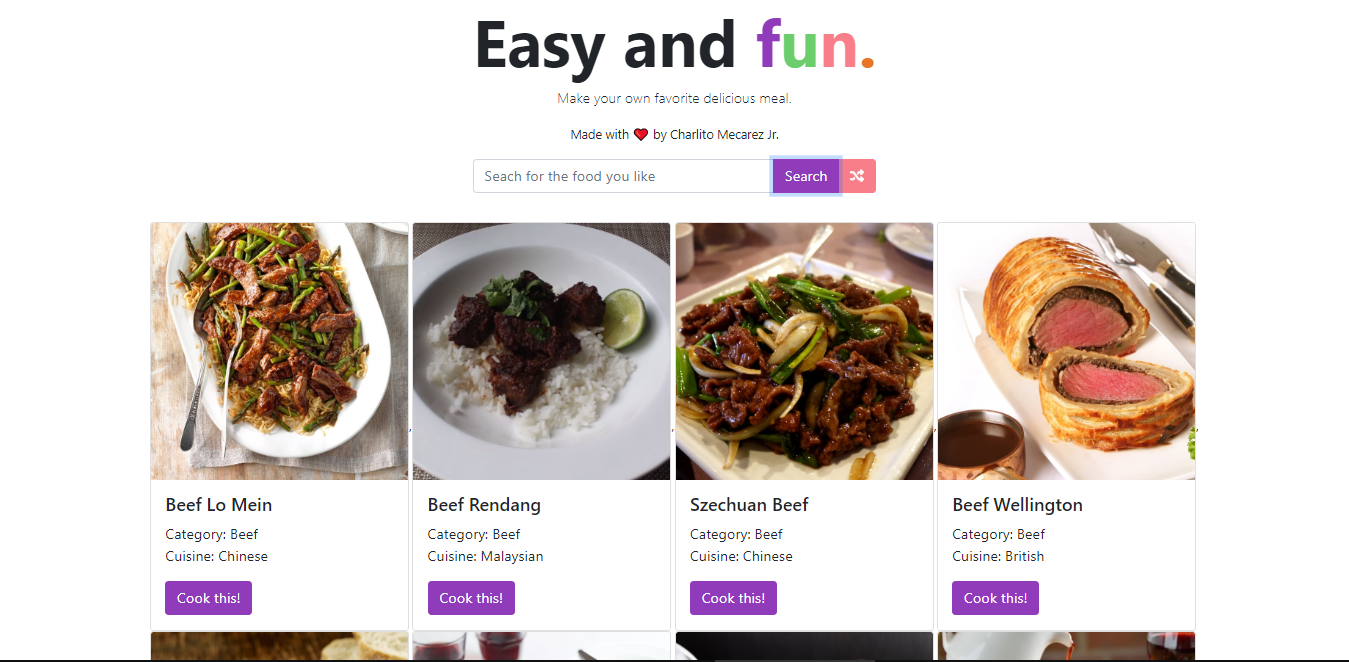 Easy and fun.
Make your own favorite delicious meal.
Made with ❤ by Charlito Mecarez Jr.
Seach for the food you like
Search
Beef Lo Mein
Category: Beef
Cuisine: Chinese
Cook this!
,
Beef Rendang
Category: Beef
Cuisine: Malaysian
Cook this!
,
Szechuan Beef
Category: Beef
Cuisine: Chinese
Cook this!
,
Beef Wellington
Category: Beef
Cuisine: British
Cook this!
,